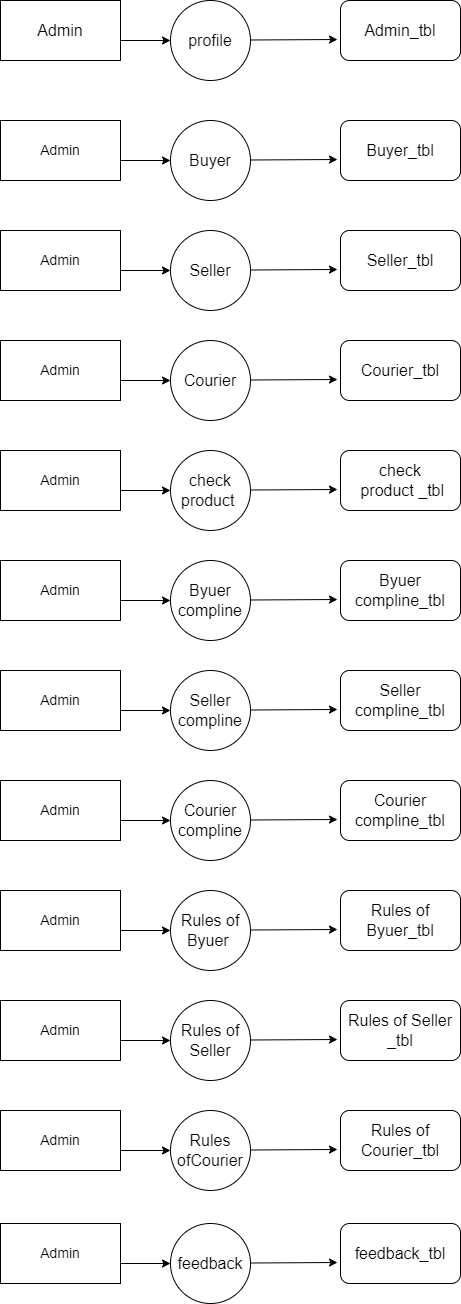 Admin
profile
Admin_tbl
Admin
Buyer
Buyer_tbl
Admin
Seller
Seller_tbl
Admin
Courier
Courier_tbl
Admin
check
product
check
product _tbl
Admin
Byuer
compline
Byuer
compline_tbl
Admin
Seller
compline
Seller
compline_tbl
Admin
Courier
compline
Courier
compline_tbl
Admin
Rules of
Byuer
Rules of
Byuer_tbl
Admin
Rules of
Seller
Rules of Seller
_tbl
Admin
Rules
ofCourier
Rules of
Courier_tbl
Admin
feedback
feedback_tbl